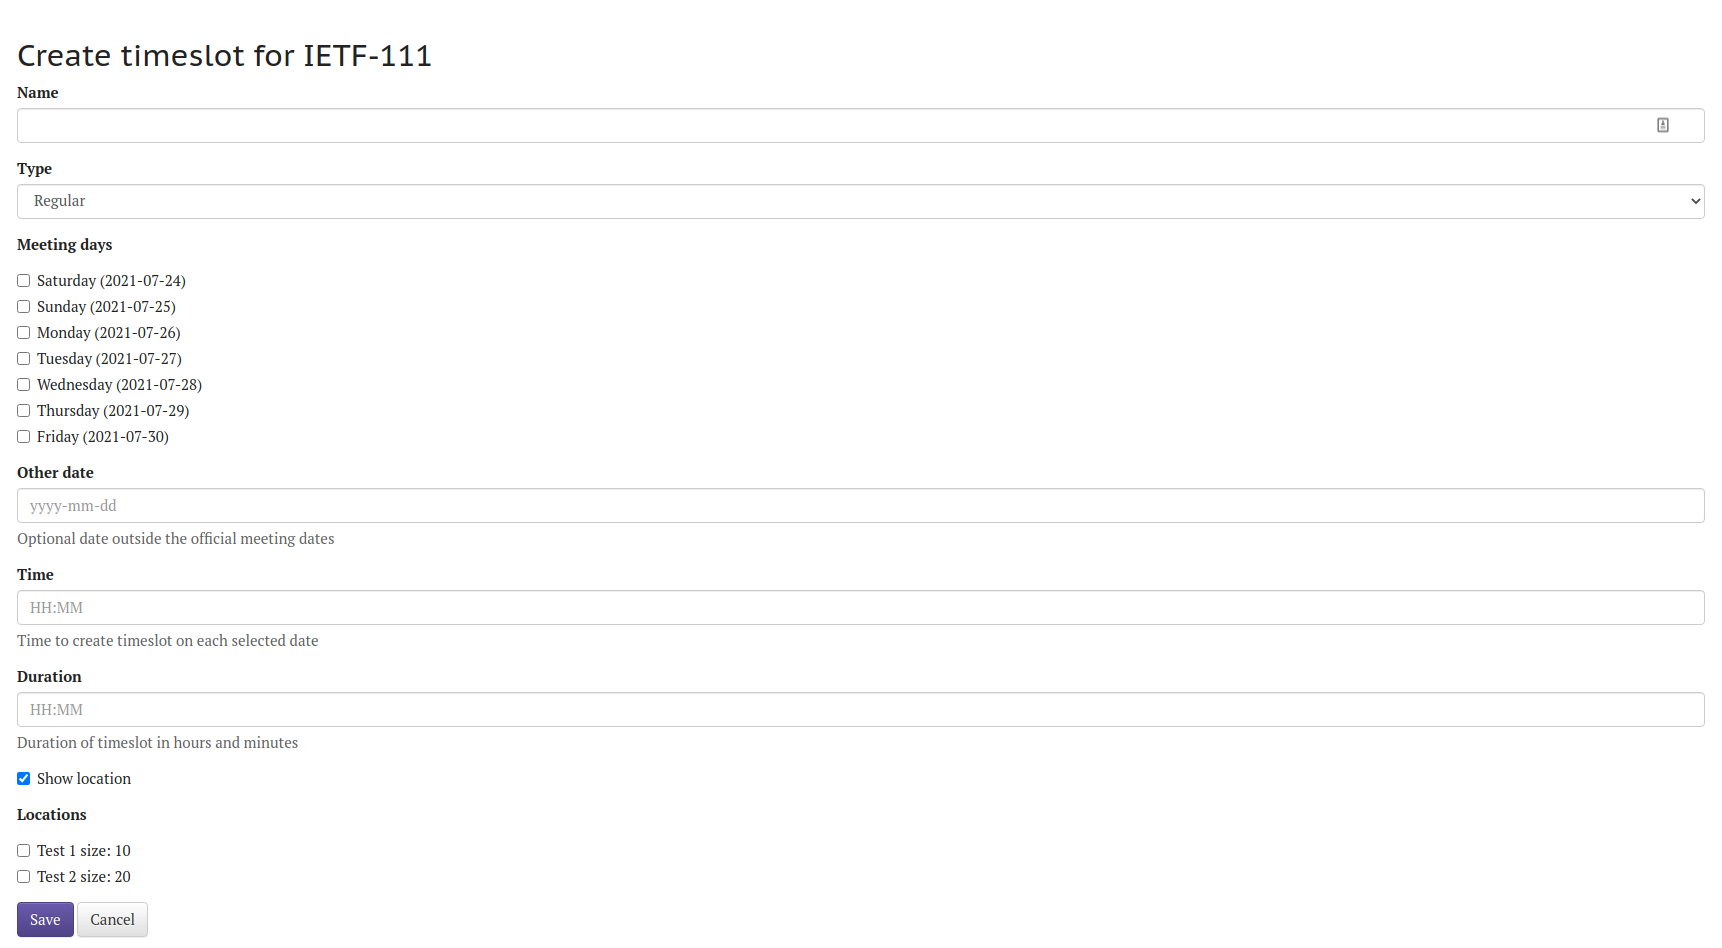 Create timeslot for IETF-111
Name
Type
Regular
Meeting days
Saturday (2021-07-24)
Sunday (2021-07-25)
Monday (2021-07-26)
Tuesday (2021-07-27)
Wednesday (2021-07-28)
Thursday (2021-07-29)
Friday (2021-07-30)
Other date
yyyy-mm-dd
Optional date outside the official meeting dates
Time
HH:MM
Time to create timeslot on each selected date
Duration
HH:MM
Duration of timeslot in hours and minutes
Show location
Locations
Test 1 size: 10
Test 2 size: 20
Save Cancel